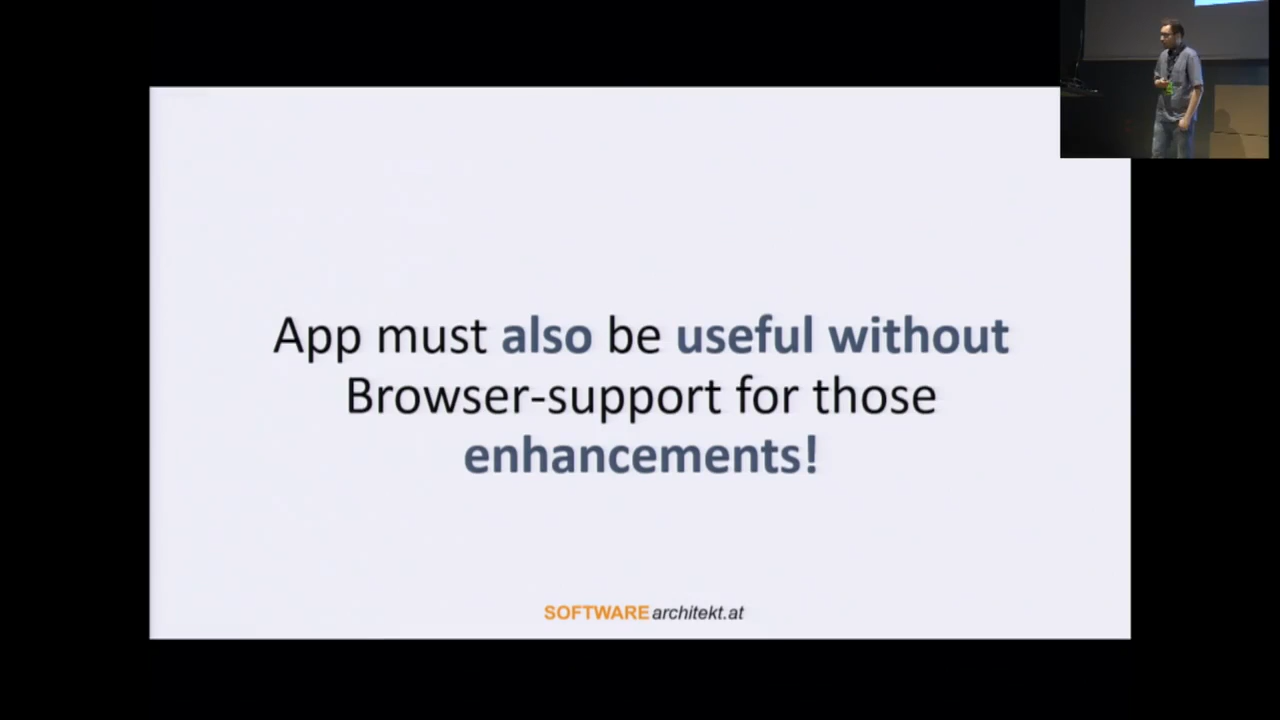 App must also be useful without
Browser-support for those
enhancements!
SOFTWAREarchitekt.at